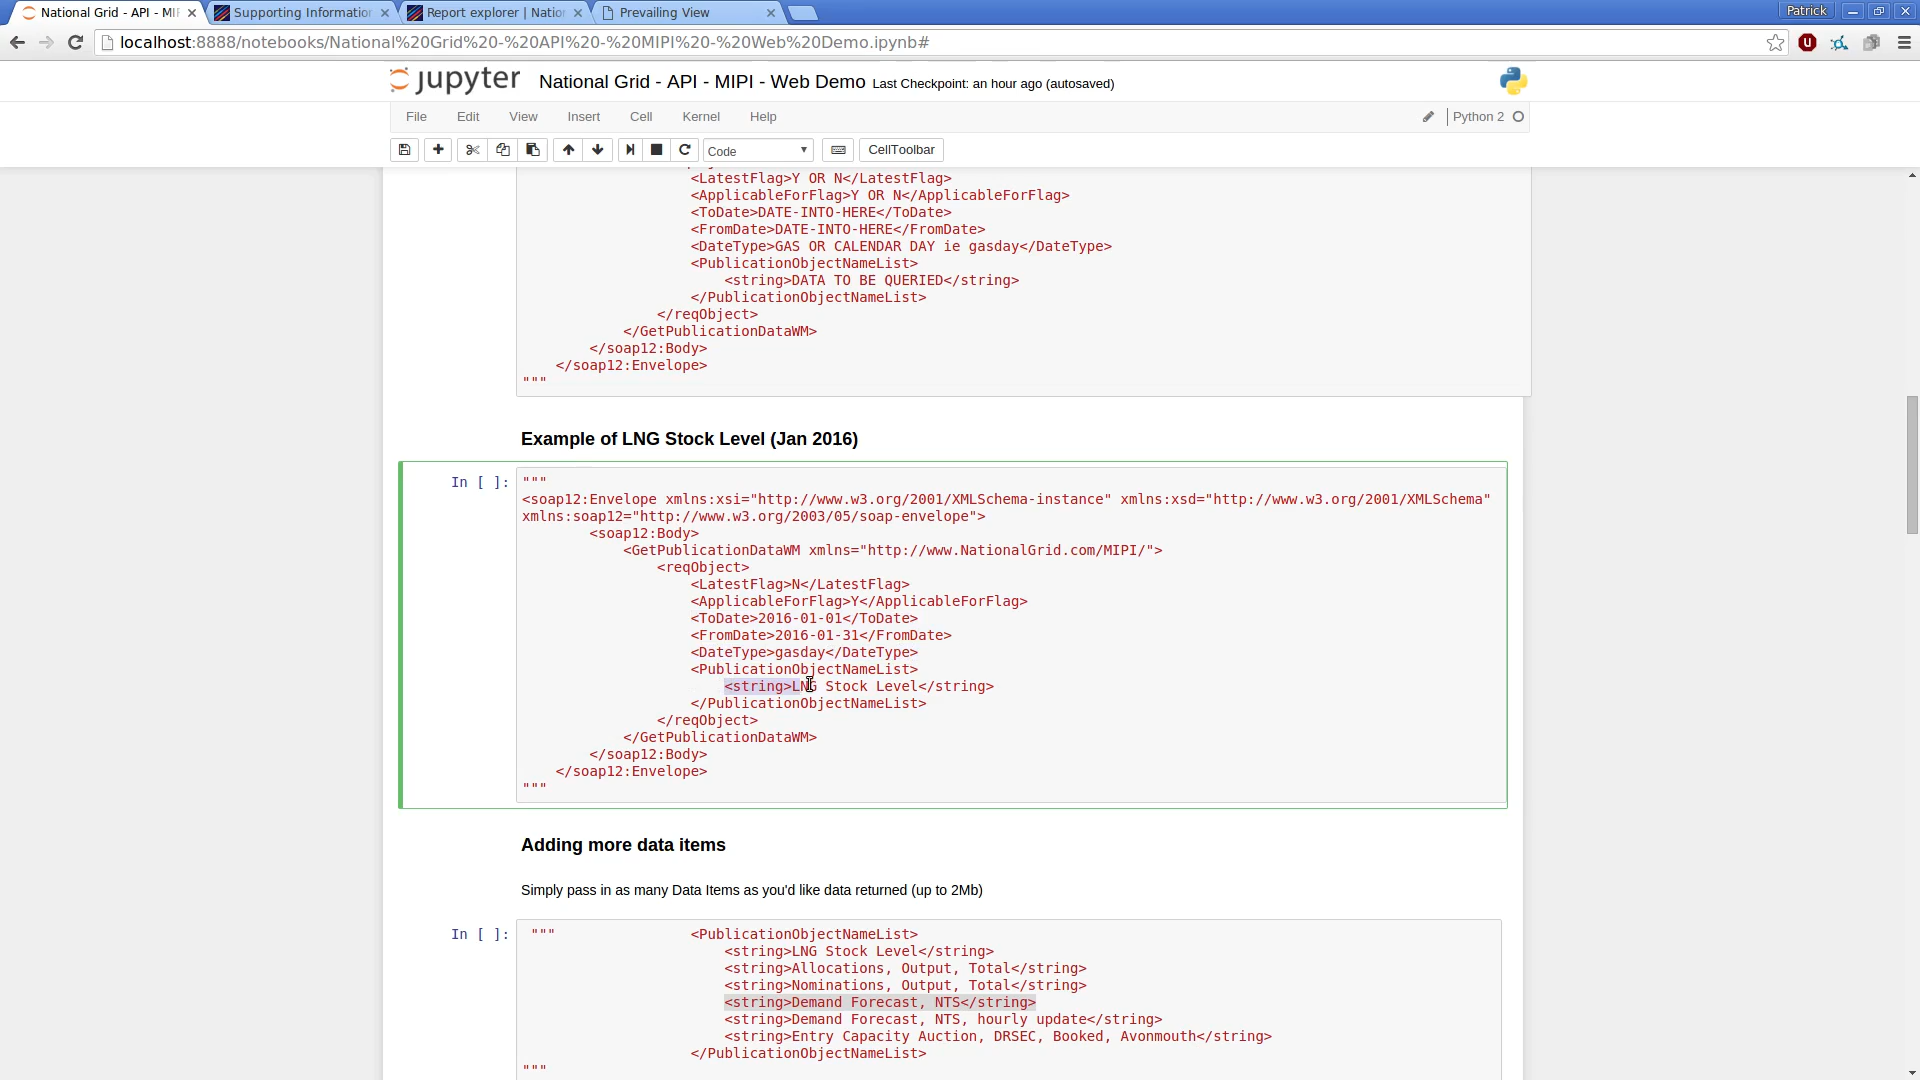 National Grid - API - MIP
Supporting Information
Report explorer | Natio
Prevailing View
Patrick
localhost:8888/notebooks/National%20Grid%20-%20API%20-%20MIPI%20-%20Web%20Demo.ipynb#
jupyter National Grid - API - MIPI - Web Demo Last Checkpoint: an hour ago (autosaved)
File Edit View Insert Cell Kernel Help Python 2
Code CellToolbar
<LatestFlag>Y OR N</LatestFlag>
<ApplicableForFlag>Y OR N</ApplicableForFlag>
<ToDate>DATE-INTO-HERE</ToDate>
<FromDate>DATE-INTO-HERE</FromDate>
<DateType>GAS OR CALENDAR DAY ie gasday</DateType>
<PublicationObjectNameList>
<string>DATA TO BE QUERIED</string>
</PublicationObjectNameList>
</reqObject>
</GetPublicationDataWM>
</soap12:Body>
</soap12:Envelope>
"""
Example of LNG Stock Level (Jan 2016)
In [ ]: """
<soap12:Envelope xmlns:xsi="http://www.w3.org/2001/XMLSchema-instance" xmlns:xsd="http://www.w3.org/2001/XMLSchema"
xmlns:soap12="http://www.w3.org/2003/05/soap-envelope">
<soap12:Body>
<GetPublicationDataWM xmlns="http://www.NationalGrid.com/MIPI/">
<reqObject>
<LatestFlag>N</LatestFlag>
<ApplicableForFlag>Y</ApplicableForFlag>
<ToDate>2016-01-01</ToDate>
<FromDate>2016-01-31</FromDate>
<DateType>gasday</DateType>
<PublicationObjectNameList>
<string>LNG Stock Level</string>
</PublicationObjectNameList>
</reqObject>
</GetPublicationDataWM>
</soap12:Body>
</soap12:Envelope>
"""
Adding more data items
Simply pass in as many Data Items as you'd like data returned (up to 2Mb)
In [ ]: """ <PublicationObjectNameList>
<string>LNG Stock Level</string>
<string>Allocations, Output, Total</string>
<string>Nominations, Output, Total</string>
<string>Demand Forecast, NTS</string>
<string>Demand Forecast, NTS, hourly update</string>
<string>Entry Capacity Auction, DRSEC, Booked, Avonmouth</string>
</PublicationObjectNameList>
"""